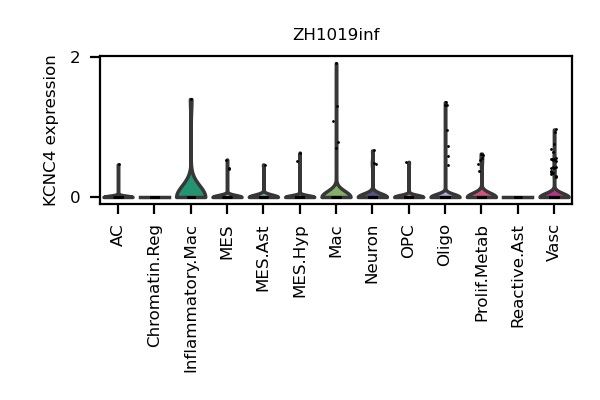 ZH1019inf
KCNC4 expression
2
0
AC
Chromatin.Reg
Inflammatory.Mac
MES
MES.Ast
MES.Hyp
Mac
Neuron
OPC
Oligo
Prolif.Metab
Reactive.Ast
Vasc